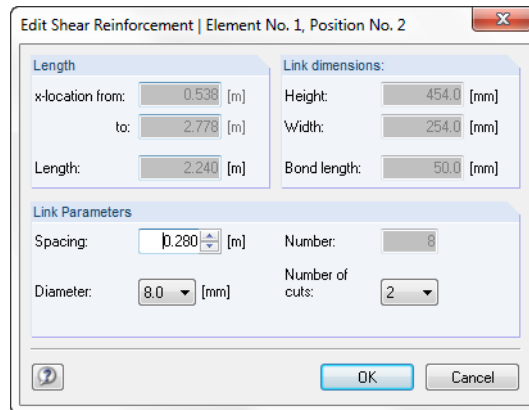 Edit Shear Reinforcement | Element No. 1, Position No. 2
Length
x-location from: 0.538 [m]
to: 2.778 [m]
Length: 2.240 [m]
Link dimensions:
Height: 454.0 [mm]
Width: 254.0 [mm]
Bond length: 50.0 [mm]
Link Parameters
Spacing: 0.280 [m]
Number: 8
Diameter: 8.0 [mm]
Number of
cuts: 2
OK Cancel